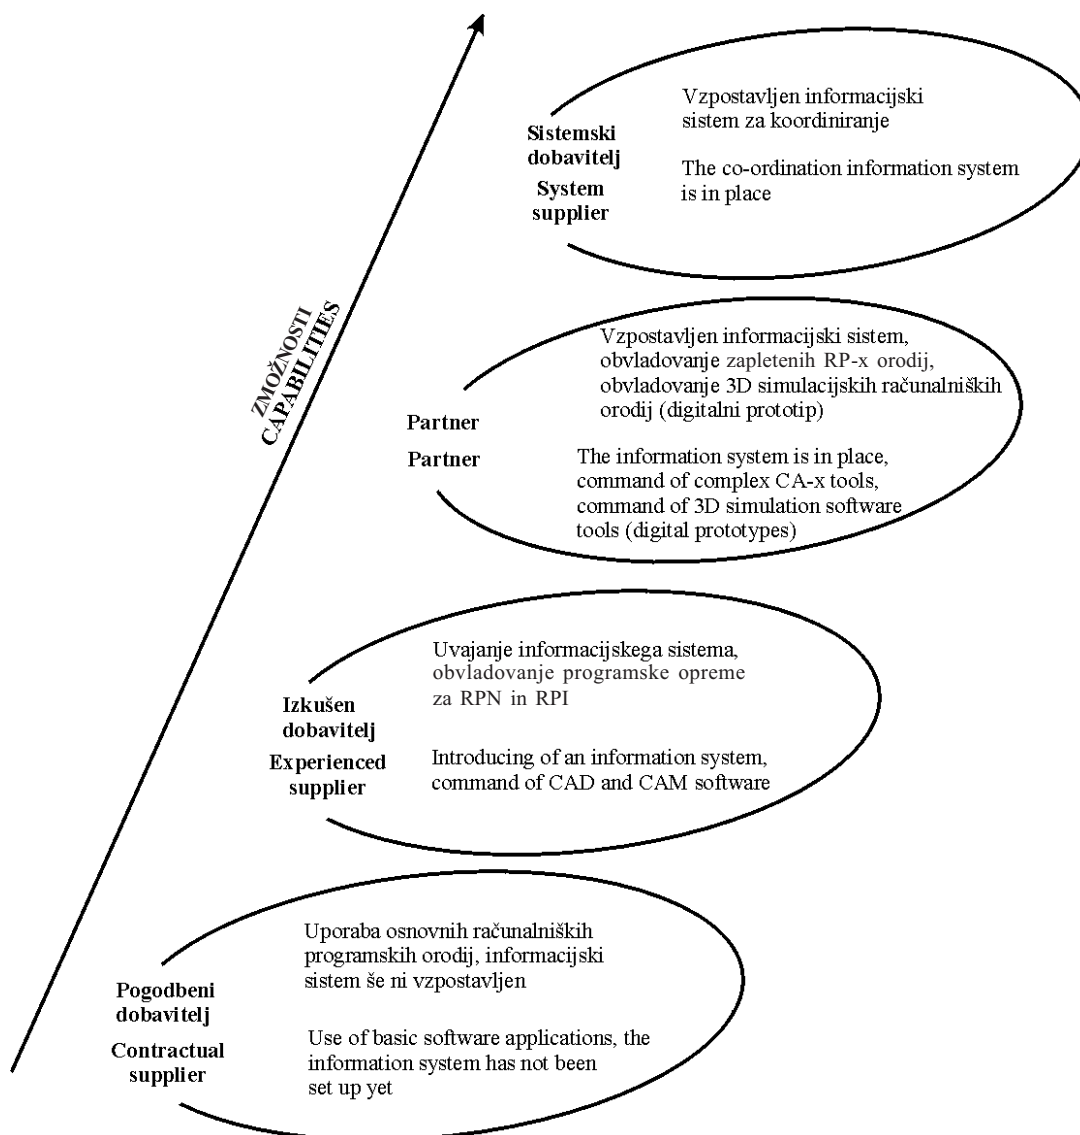 Sistemski
dobavitelj
System
supplier
Vzpostavljen informacijski
sistem za koordiniranje
The co-ordination information system
is in place
ZMOŽNOSTI
CAPABILITIES
Partner
Partner
Vzpostavljen informacijski sistem,
obvladovanje zapletenih RP-x orodij,
obvladovanje 3D simulacijskih računalniških
orodij (digitalni prototip)
The information system is in place,
command of complex CA-x tools,
command of 3D simulation software
tools (digital prototypes)
Izkušen
dobavitelj
Experienced
supplier
Uvajanje informacijskega sistema,
obvladovanje programske opreme
za RPN in RPI
Introducing of an information system,
command of CAD and CAM software
Pogodbeni
dobavitelj
Contractual
supplier
Uporaba osnovnih računalniških
programskih orodij, informacijski
sistem še ni vzpostavljen
Use of basic software applications, the
information system has not been
set up yet